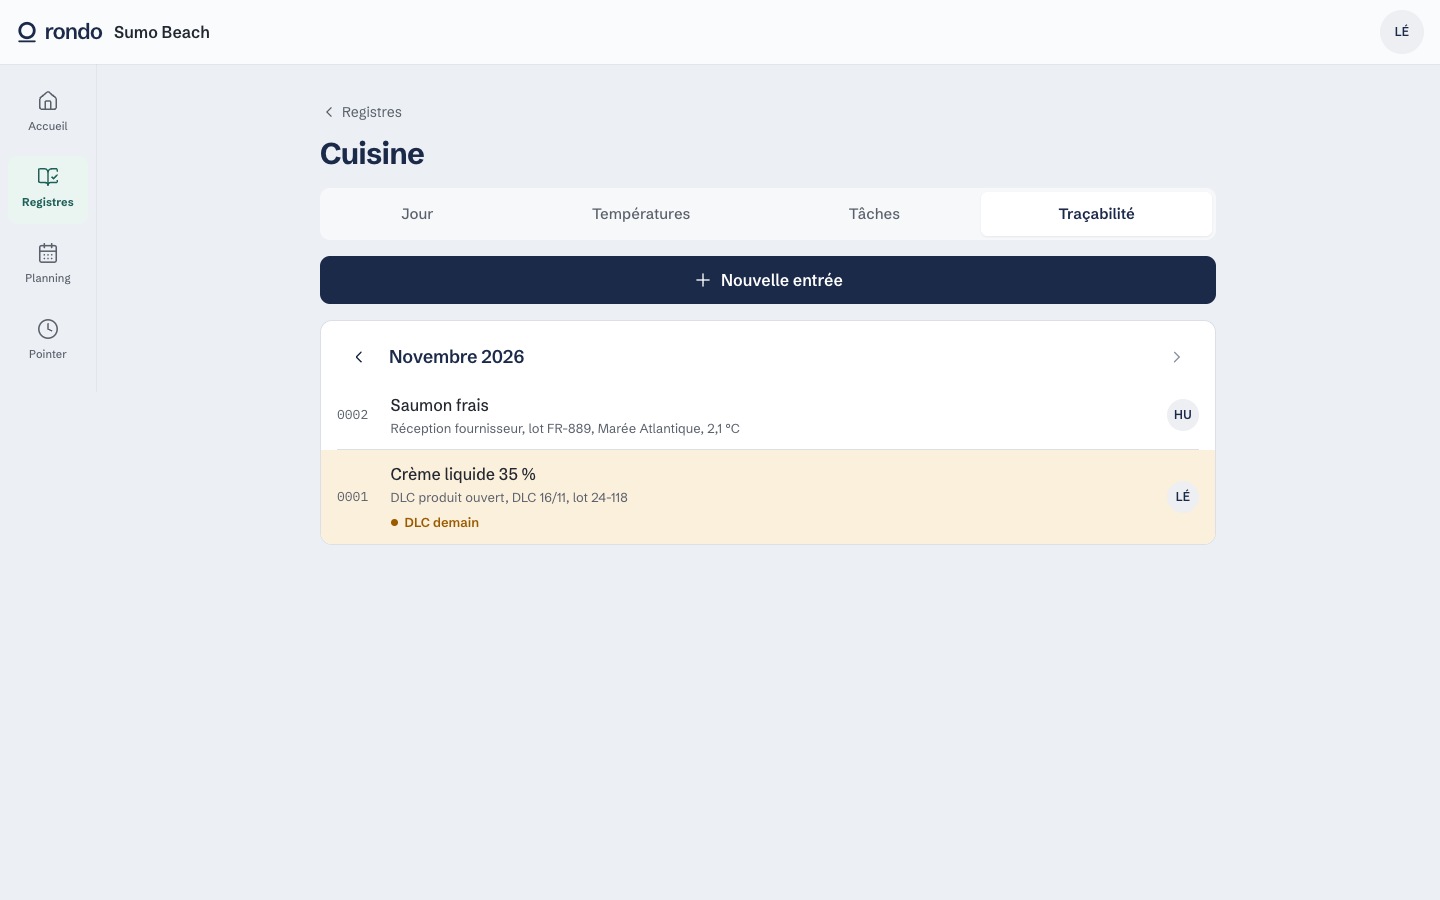 rondo Sumo Beach
LÉ
Accueil
Registres
Planning
Pointer
Registres
Cuisine
Jour Températures Tâches Traçabilité
Nouvelle entrée
Novembre 2026
0002
Saumon frais
Réception fournisseur, lot FR-889, Marée Atlantique, 2,1 °C
HU
0001
Crème liquide 35 %
DLC produit ouvert, DLC 16/11, lot 24-118
DLC demain
LÉ